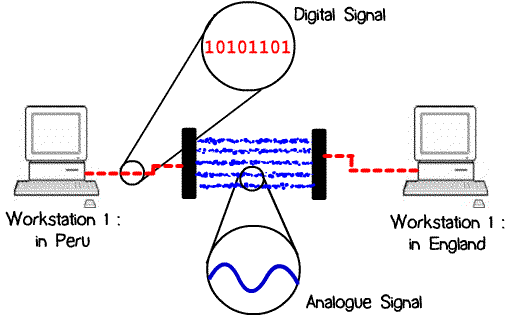 Digital Signal
10101101
Workstation 1 :
in Peru
Workstation 1 :
in England
Analogue Signal